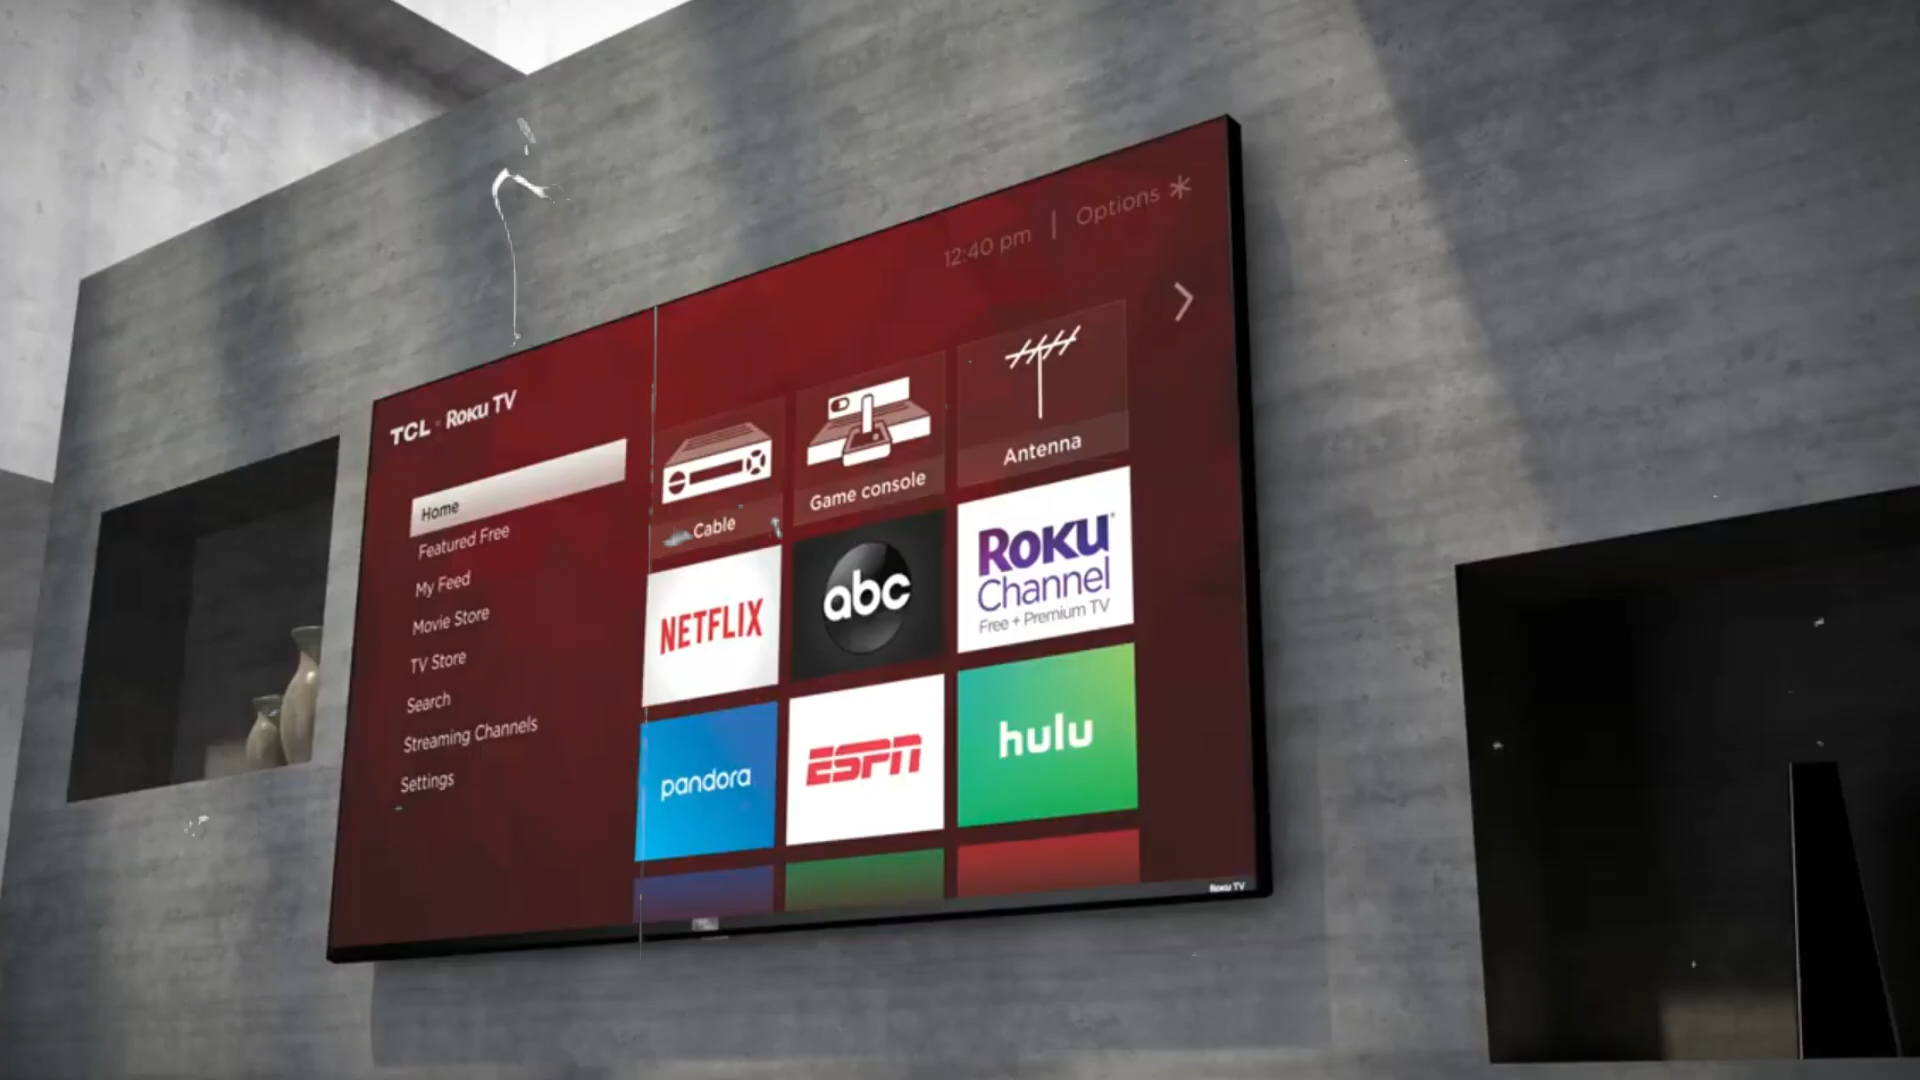 12:40 pm | Options *
TCL Roku TV
Home
Featured Free
My Feed
Movie Store
TV Store
Search
Streaming Channels
Settings
Cable
Game console
Antenna
NETFLIX
abc
Roku
Channel
Free + Premium TV
pandora
ESPN
hulu
Roku TV